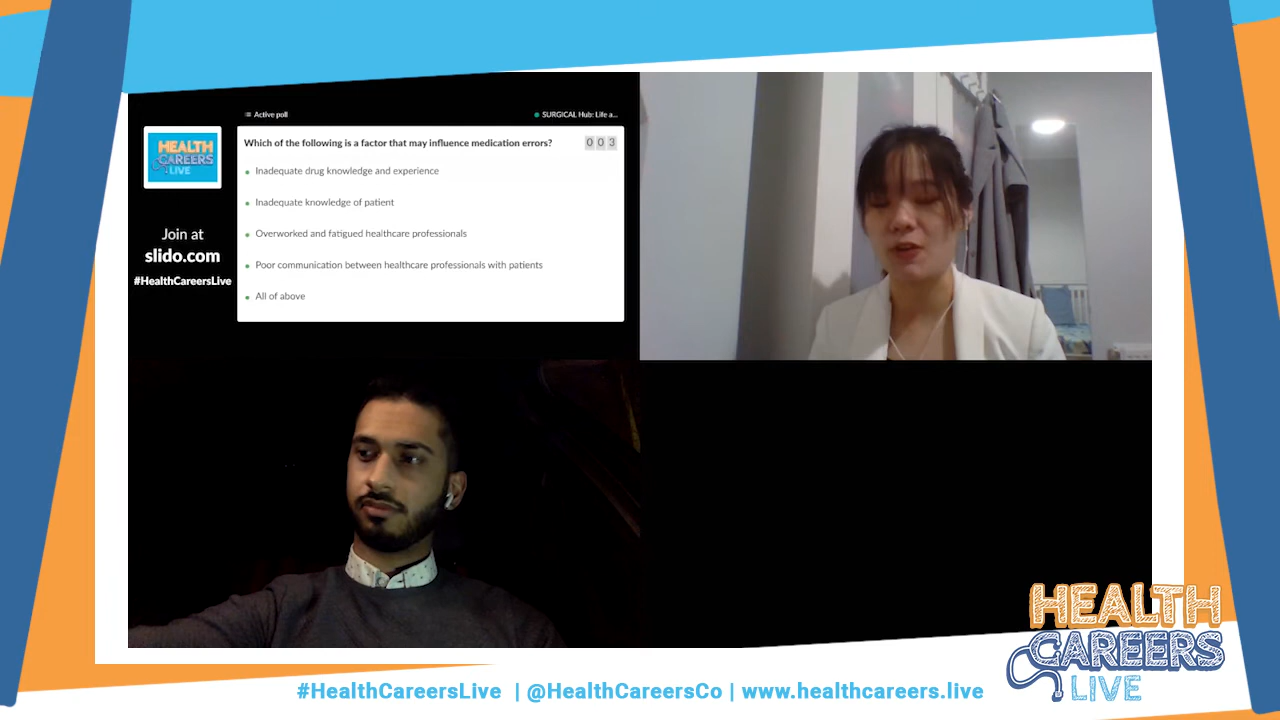 Active poll
SURGICAL Hub: Life a...
HEALTH
CAREERS
LIVE
Which of the following is a factor that may influence medication errors?
0 0 3
Inadequate drug knowledge and experience
Inadequate knowledge of patient
Overworked and fatigued healthcare professionals
Poor communication between healthcare professionals with patients
All of above
Join at
slido.com
#HealthCareersLive
HEALTH
CAREERS
LIVE
#HealthCareersLive | @HealthCareersCo | www.healthcareers.live